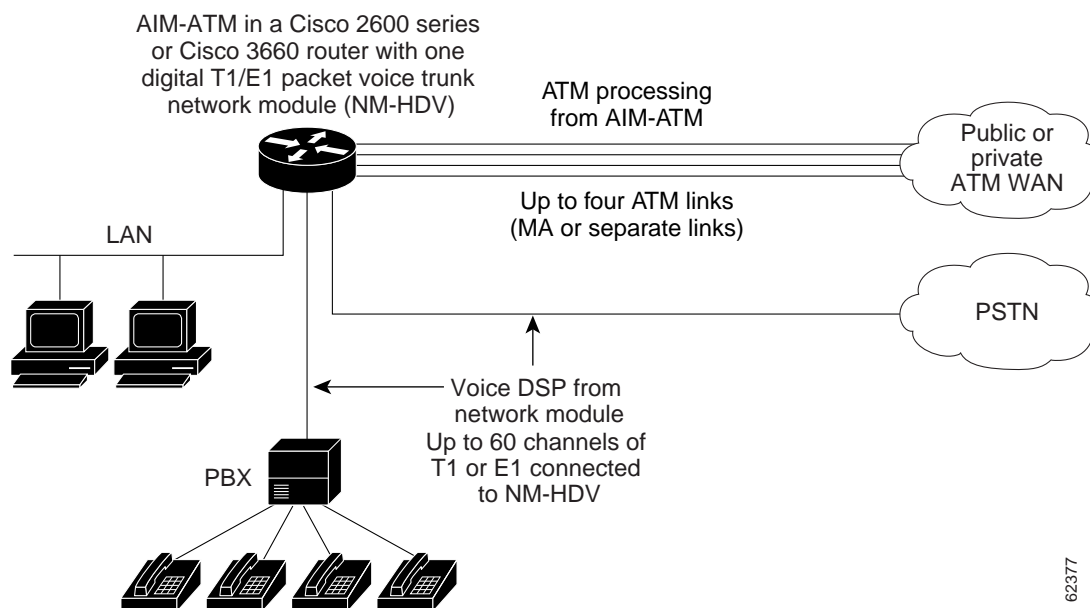 AIM-ATM in a Cisco 2600 series
or Cisco 3660 router with one
digital T1/E1 packet voice trunk
network module (NM-HDV)
ATM processing
from AIM-ATM
Public or
private
ATM WAN
Up to four ATM links
(MA or separate links)
LAN
PSTN
Voice DSP from
network module
Up to 60 channels of
T1 or E1 connected
to NM-HDV
PBX
62377